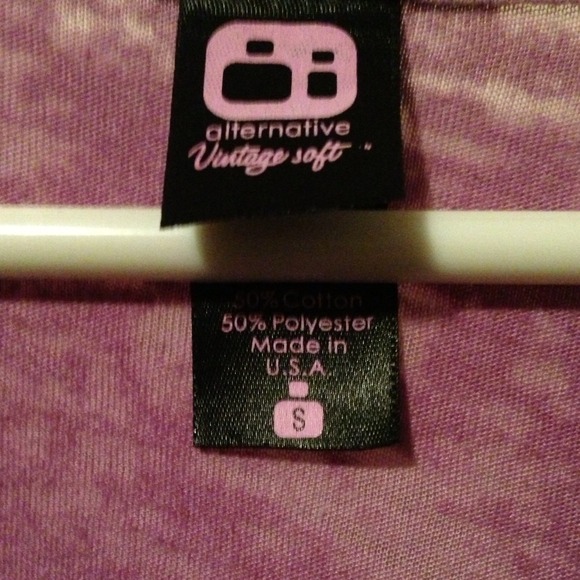 alternative
Vintage soft
50% Cotton
50% Polyester
Made in
U.S.A
S